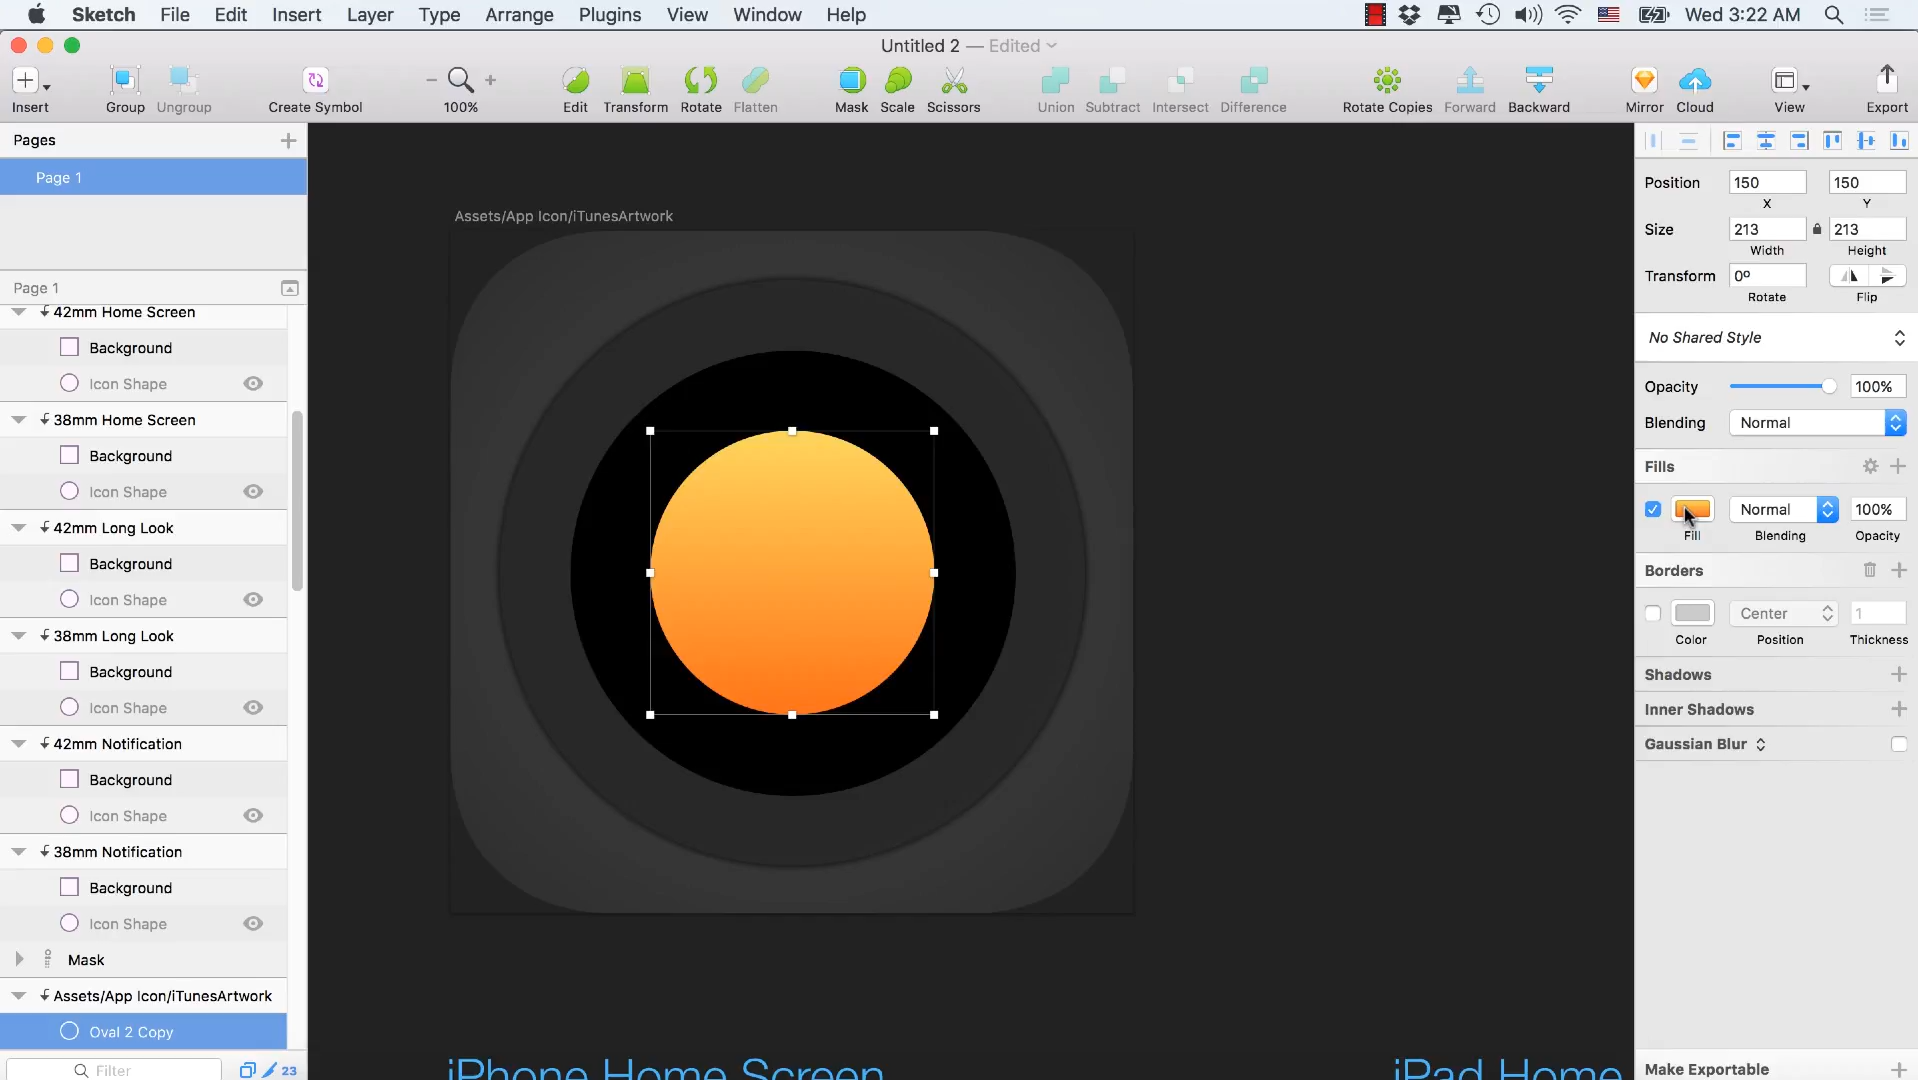 Sketch File Edit Insert Layer Type Arrange Plugins View Window Help Wed 3:22 AM
Untitled 2 — Edited
Insert Group Ungroup Create Symbol 100% Edit Transform Rotate Flatten Mask Scale Scissors Union Subtract Intersect Difference Rotate Copies Forward Backward Mirror Cloud View Export
Pages
Page 1
Page 1
42mm Home Screen
Background
Icon Shape
38mm Home Screen
Background
Icon Shape
42mm Long Look
Background
Icon Shape
38mm Long Look
Background
Icon Shape
42mm Notification
Background
Icon Shape
38mm Notification
Background
Icon Shape
Mask
Assets/App Icon/iTunesArtwork
Oval 2 Copy
Filter 23
Assets/App Icon/iTunesArtwork
iPhone Home Screen
iPad Home
Position 150 150
X Y
Size 213 213
Width Height
Transform 0º
Rotate Flip
No Shared Style
Opacity 100%
Blending Normal
Fills
Normal 100%
Fill Blending Opacity
Borders
Center 1
Color Position Thickness
Shadows
Inner Shadows
Gaussian Blur
Make Exportable